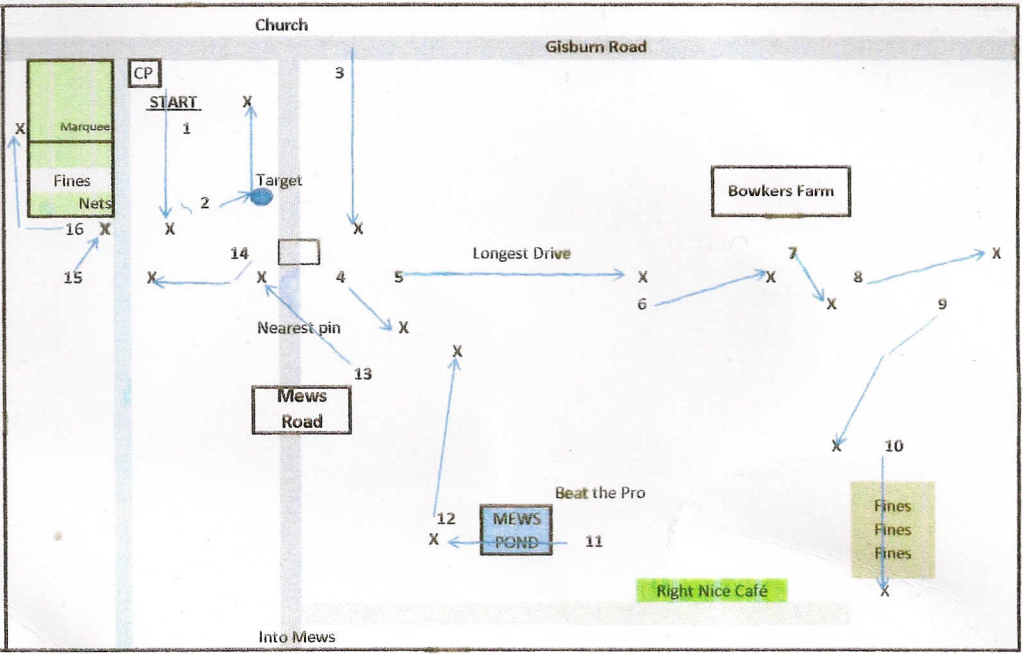 Church
Gisburn Road
CP
3
START
X
X
Marquee
1
Fines
Target
Bowkers Farm
Nets
2
16
X
X
X
14
Longest Drive
7
X
15
X
X
4
5
X
X
8
6
X
9
Nearest pin
X
X
13
Mews
Road
X
10
Beat the Pro
Fines
12
MEWS
Fines
X
POND
11
Fines
Right Nice Café
X
Into Mews